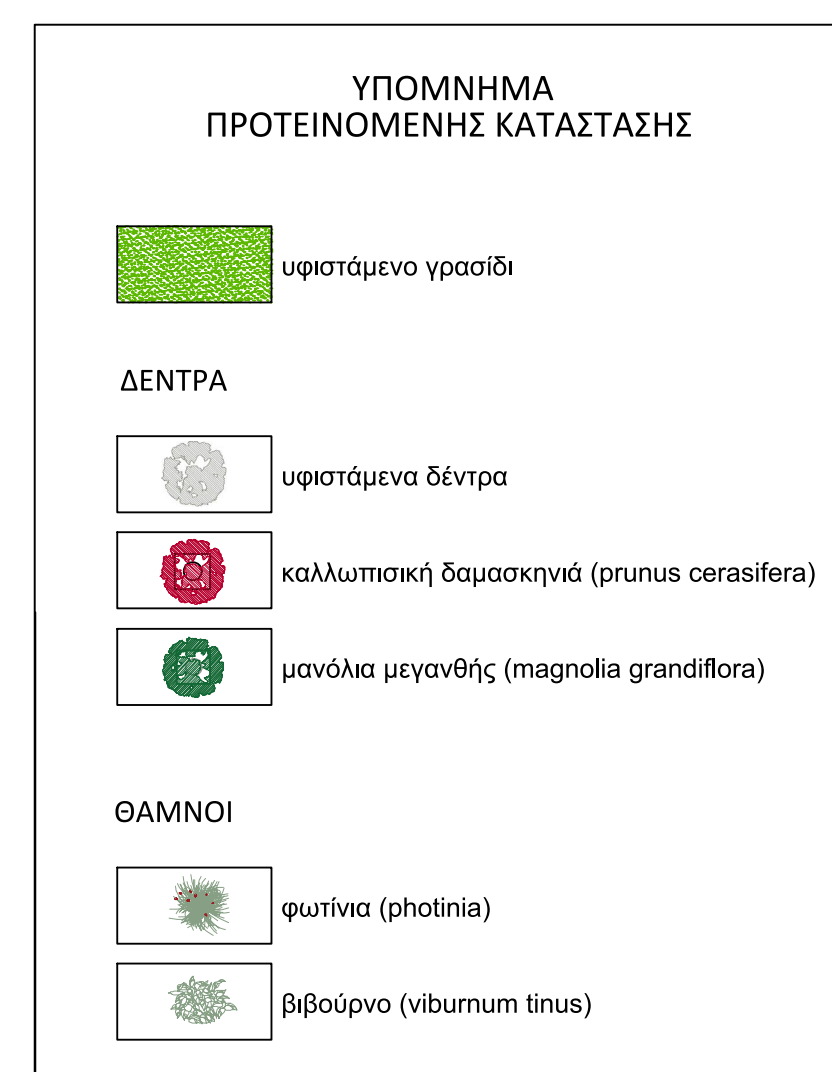 ΥΠΟΜΝΗΜΑ
ΠΡΟΤΕΙΝΟΜΕΝΗΣ ΚΑΤΑΣΤΑΣΗΣ
υφιστάμενο γρασίδι
ΔΕΝΤΡΑ
υφιστάμενα δέντρα
καλλωπισική δαμασκηνιά (prunus cerasifera)
μανόλια μεγανθής (magnolia grandiflora)
ΘΑΜΝΟΙ
φωτίνια (photinia)
βιβούρνο (viburnum tinus)